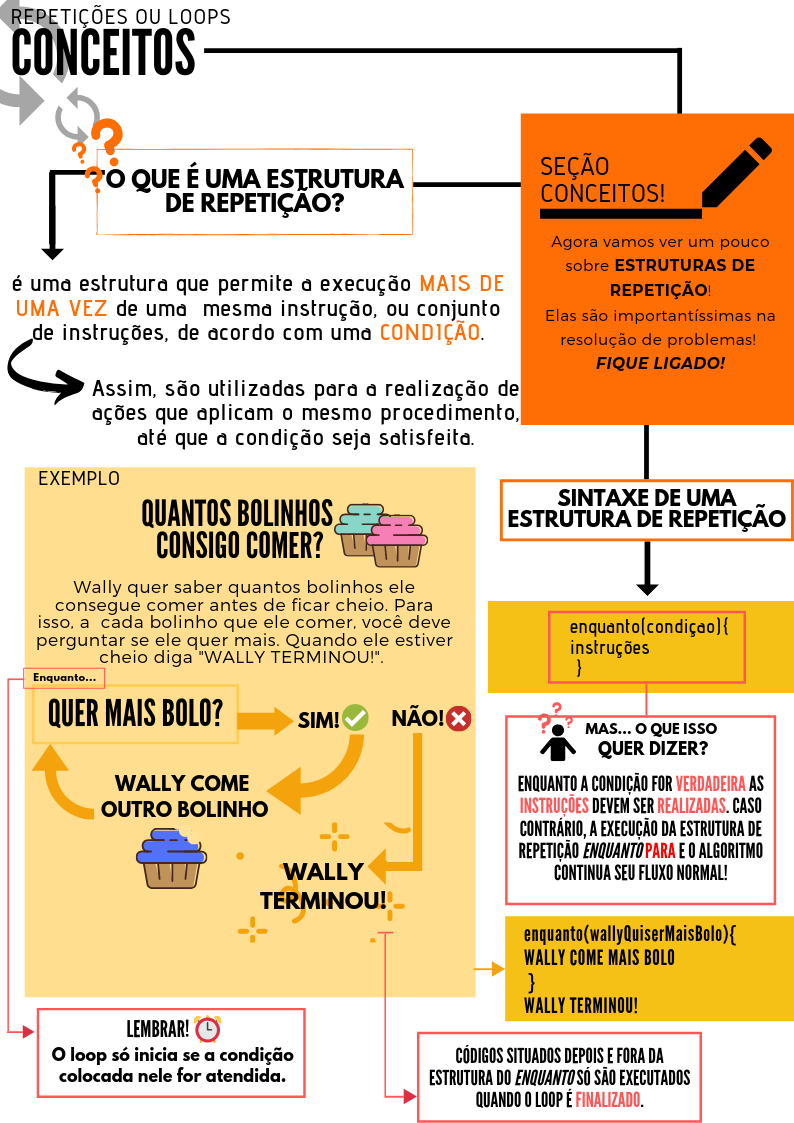 REPETIÇÕES OU LOOPS
CONCEITOS
O QUE É UMA ESTRUTURA
DE REPETIÇÃO?
é uma estrutura que permite a execução MAIS DE
UMA VEZ de uma mesma instrução, ou conjunto
de instruções, de acordo com uma CONDIÇÃO.
Assim, são utilizadas para a realização de
ações que aplicam o mesmo procedimento,
até que a condição seja satisfeita.
SEÇÃO
CONCEITOS!
Agora vamos ver um pouco
sobre ESTRUTURAS DE
REPETIÇÃO!
Elas são importantíssimas na
resolução de problemas!
FIQUE LIGADO!
EXEMPLO
QUANTOS BOLINHOS
CONSIGO COMER?
Wally quer saber quantos bolinhos ele
consegue comer antes de ficar cheio. Para
isso, a cada bolinho que ele comer, você deve
perguntar se ele quer mais. Quando ele estiver
cheio diga "WALLY TERMINOU!".
Enquanto...
QUER MAIS BOLO?
SIM!
NÃO!
WALLY COME
OUTRO BOLINHO
WALLY
TERMINOU!
LEMBRAR!
O loop só inicia se a condição
colocada nele for atendida.
SINTAXE DE UMA
ESTRUTURA DE REPETIÇÃO
enquanto(condiçao){
instruções
}
MAS... O QUE ISSO
QUER DIZER?
ENQUANTO A CONDIÇÃO FOR VERDADEIRA AS
INSTRUÇÕES DEVEM SER REALIZADAS. CASO
CONTRÁRIO, A EXECUÇÃO DA ESTRUTURA DE
REPETIÇÃO ENQUANTO PARA E O ALGORITMO
CONTINUA SEU FLUXO NORMAL!
enquanto(wallyQuiserMaisBolo){
WALLY COME MAIS BOLO
}
WALLY TERMINOU!
CÓDIGOS SITUADOS DEPOIS E FORA DA
ESTRUTURA DO ENQUANTO SÓ SÃO EXECUTADOS
QUANDO O LOOP É FINALIZADO.